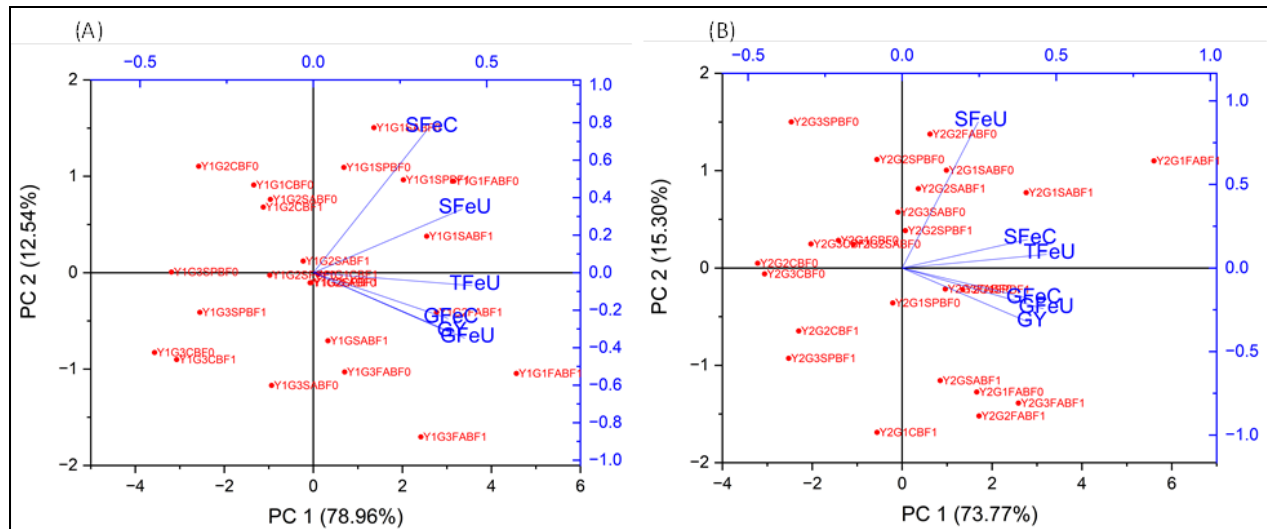 (A)
−0.5 0.0 0.5
2
1
0
−1
−2
PC 2 (12.54%)
1.0
0.8
0.6
0.4
0.2
0.0
−0.2
−0.4
−0.6
−0.8
−1.0
SFeC
Y1G1SPBF0
Y1G1SPBF1
Y1G1FABF0
Y1G2CBF0
Y1G1CBF0
Y1G2SABF0
Y1G2CBF1
SFeU
Y1G1SABF1
Y1G2SABF1
Y1G3SPBF0
TFeU
Y1G3SPBF1
GFeC
Y1G2FABF1
GY
GFeU
Y1GSABF1
Y1G3CBF0
Y1G3CBF1
Y1G3SABF0
Y1G3FABF0
Y1G1FABF1
Y1G3FABF1
−4 −2 0 2 4 6
PC 1 (78.96%)
(B)
−0.5 0.0 0.5 1.0
2
1
0
−1
−2
PC 2 (15.30%)
1.0
0.5
0.0
−0.5
−1.0
Y2G3SPBF0
SFeU
Y2G2FABF0
Y2G2SPBF0
Y2G1SABF0
Y2G1FABF1
Y2G2SABF1
Y2G1SABF1
Y2G3SABF0
Y2G2SPBF1
Y2G1CBF0
Y2G2SABF0
SFeC
TFeU
Y2G2CBF0
Y2G3CBF0
GFeC
GFeU
GY
Y2G1SPBF0
Y2G2CBF1
Y2G3SPBF1
Y2GSABF1
Y2G1FABF0
Y2G3FABF1
Y2G2FABF1
Y2G1CBF1
−4 −2 0 2 4 6
PC 1 (73.77%)